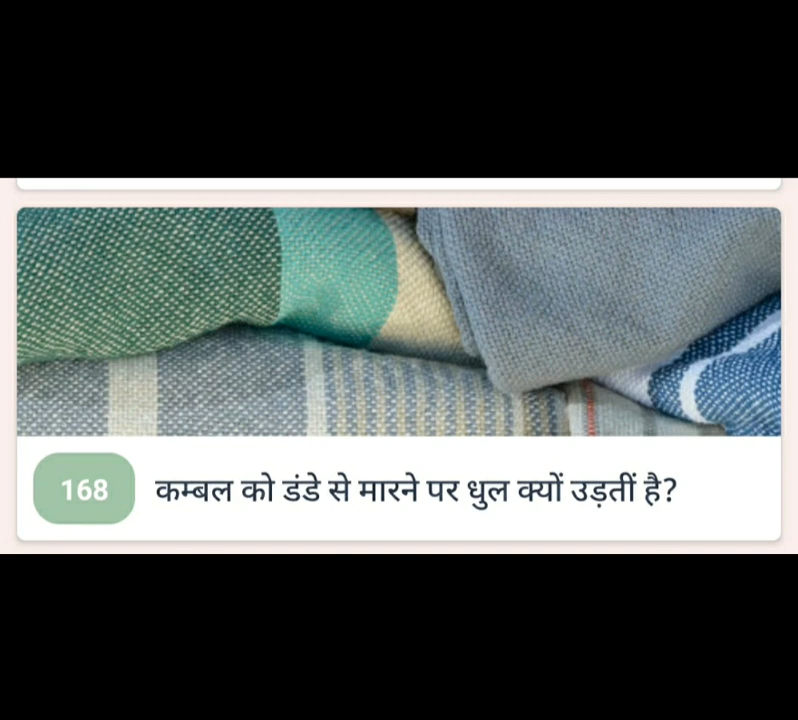 168 कम्बल को डंडे से मारने पर धुल क्यों उड़तीं है?